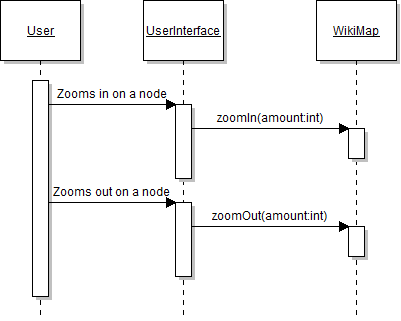 User
UserInterface
WikiMap
Zooms in on a node
zoomIn(amount:int)
Zooms out on a node
zoomOut(amount:int)